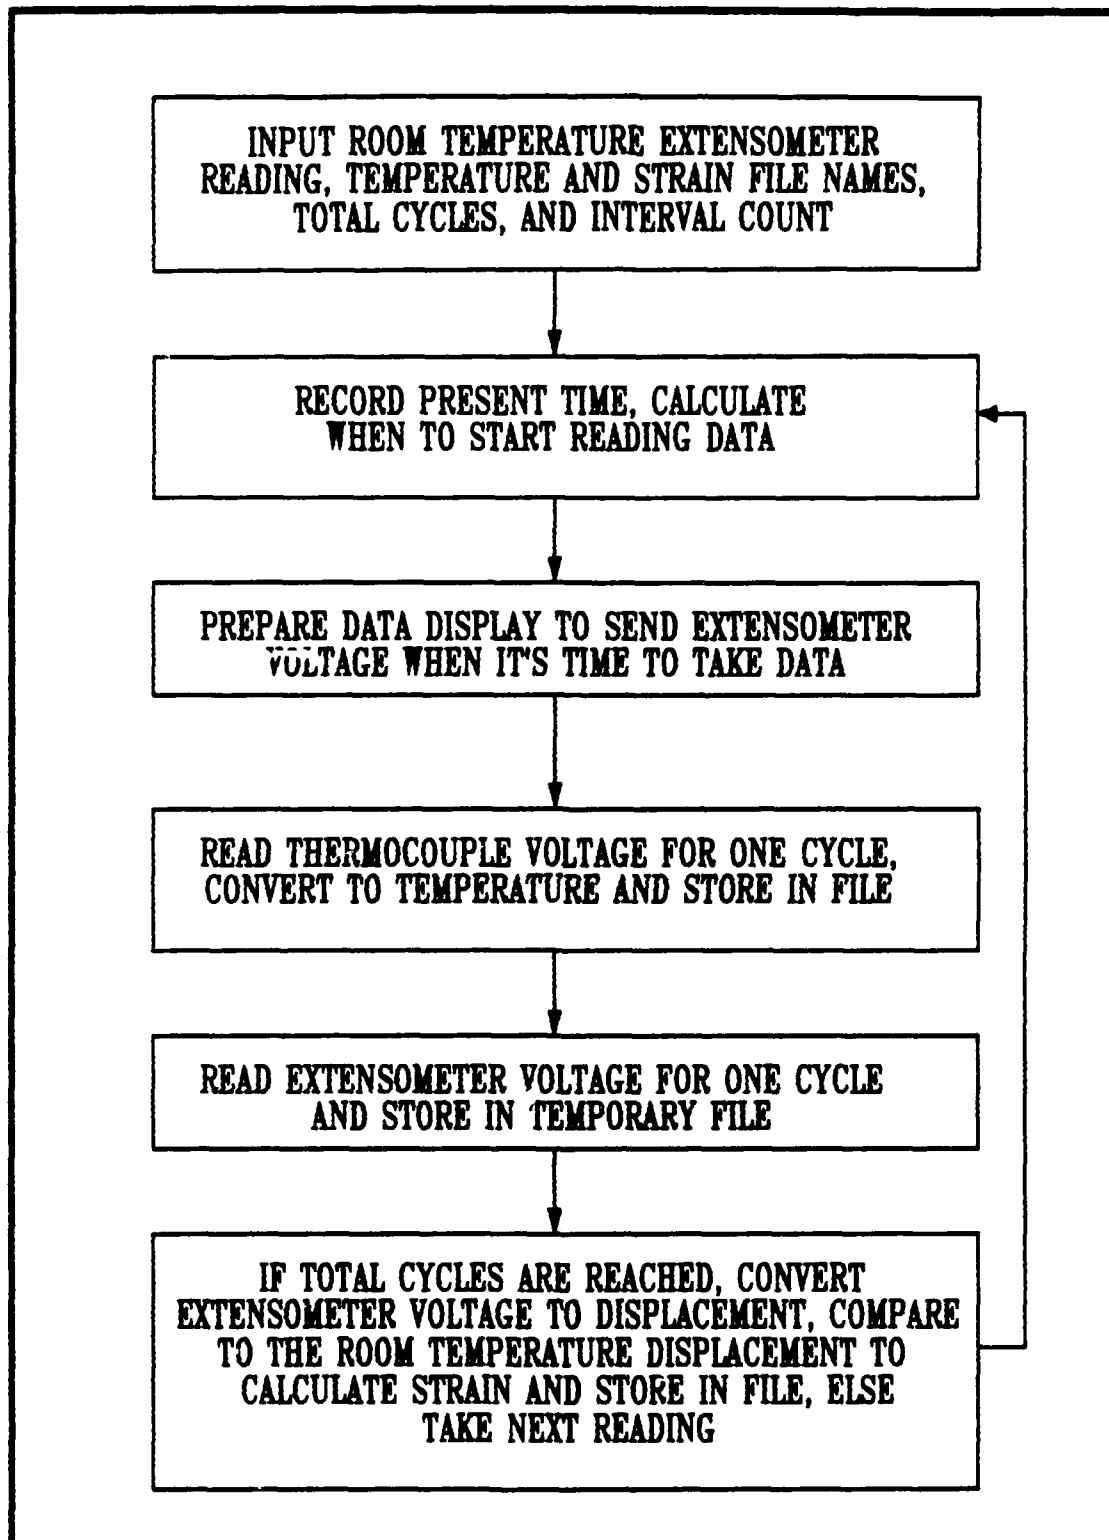 INPUT ROOM TEMPERATURE EXTENSOMETER
READING, TEMPERATURE AND STRAIN FILE NAMES,
TOTAL CYCLES, AND INTERVAL COUNT
RECORD PRESENT TIME, CALCULATE
WHEN TO START READING DATA
PREPARE DATA DISPLAY TO SEND EXTENSOMETER
VOLTAGE WHEN IT'S TIME TO TAKE DATA
READ THERMOCOUPLE VOLTAGE FOR ONE CYCLE,
CONVERT TO TEMPERATURE AND STORE IN FILE
READ EXTENSOMETER VOLTAGE FOR ONE CYCLE
AND STORE IN TEMPORARY FILE
IF TOTAL CYCLES ARE REACHED, CONVERT
EXTENSOMETER VOLTAGE TO DISPLACEMENT, COMPARE
TO THE ROOM TEMPERATURE DISPLACEMENT TO
CALCULATE STRAIN AND STORE IN FILE, ELSE
TAKE NEXT READING